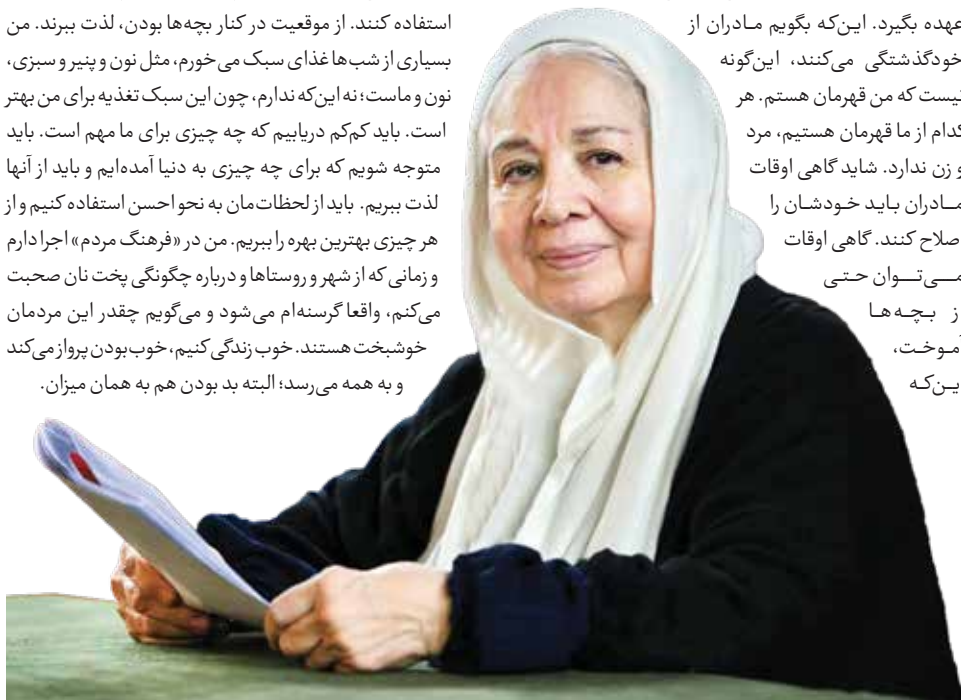 عهده بگیرد. این‌که بگویم مادران از
خودگذشتگی می‌کنند، این‌گونه
نیست که من قهرمان هستم. هر
کدام از ما قهرمان هستیم، مرد
و زن ندارد. شاید گاهی اوقات
مادران باید خودشان را
صلاح کنند. گاهی اوقات
می‌توان حتی
ز بچه‌ها
آموخت،
ین‌که
استفاده کنند. از موقعیت در کنار بچه‌ها بودن، لذت ببرند. من
بسیاری از شب‌ها غذای سبک می‌خورم، مثل نون و پنیر و سبزی،
نون و ماست؛ نه این‌که ندارم، چون این سبک تغذیه برای من بهتر
است. باید کم‌کم دریابیم که چه چیزی برای ما مهم است. باید
متوجه شویم که برای چه چیزی به دنیا آمده‌ایم و باید از آنها
لذت ببریم. باید از لحظات‌مان به نحو احسن استفاده کنیم و از
هر چیزی بهترین بهره را ببریم. من در «فرهنگ مردم» اجرا دارم
و زمانی که از شهر و روستاها و درباره چگونگی پخت نان صحبت
می‌کنم، واقعا گرسنه‌ام می‌شود و می‌گویم چقدر این مردمان
خوشبخت هستند. خوب زندگی کنیم، خوب‌بودن پرواز می‌کند
و به همه می‌رسد؛ البته بد بودن هم به همان میزان.